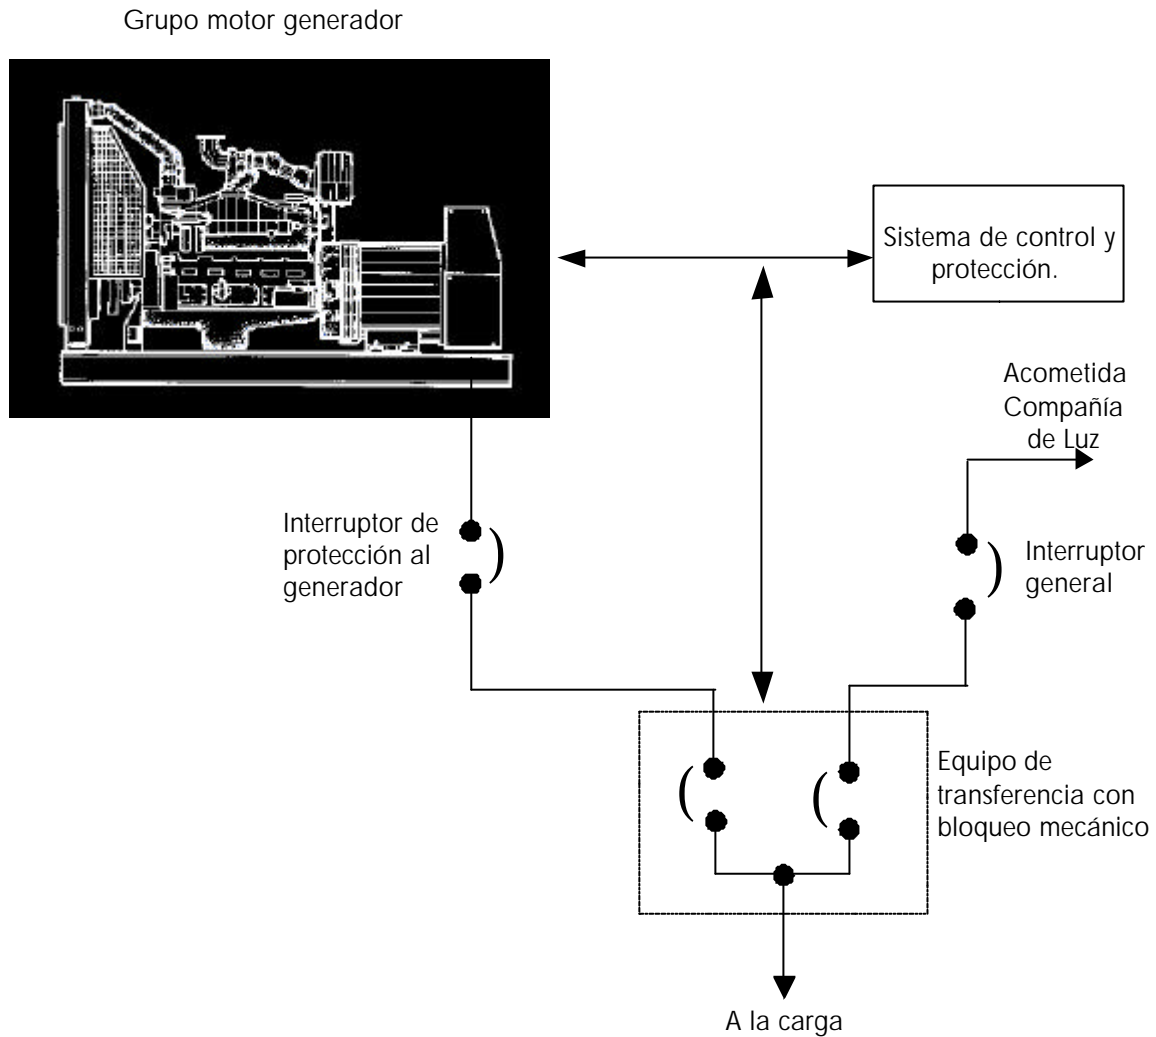 Grupo motor generador
Sistema de control y
protección.
Acometida
Compañía
de Luz
Interruptor de
protección al
generador
Interruptor
general
Equipo de
transferencia con
bloqueo mecánico
A la carga